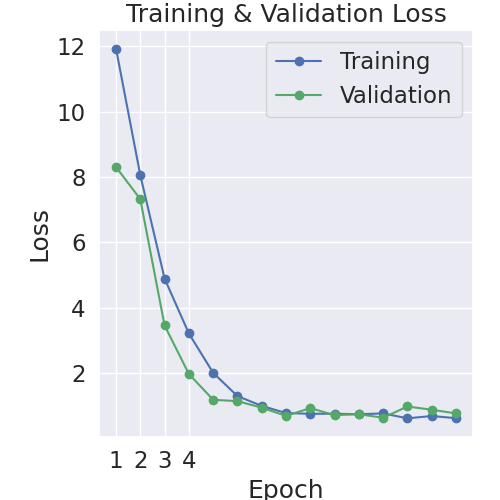 Training & Validation Loss
Training
Validation
Loss
12
10
8
6
4
2
1 2 3 4
Epoch